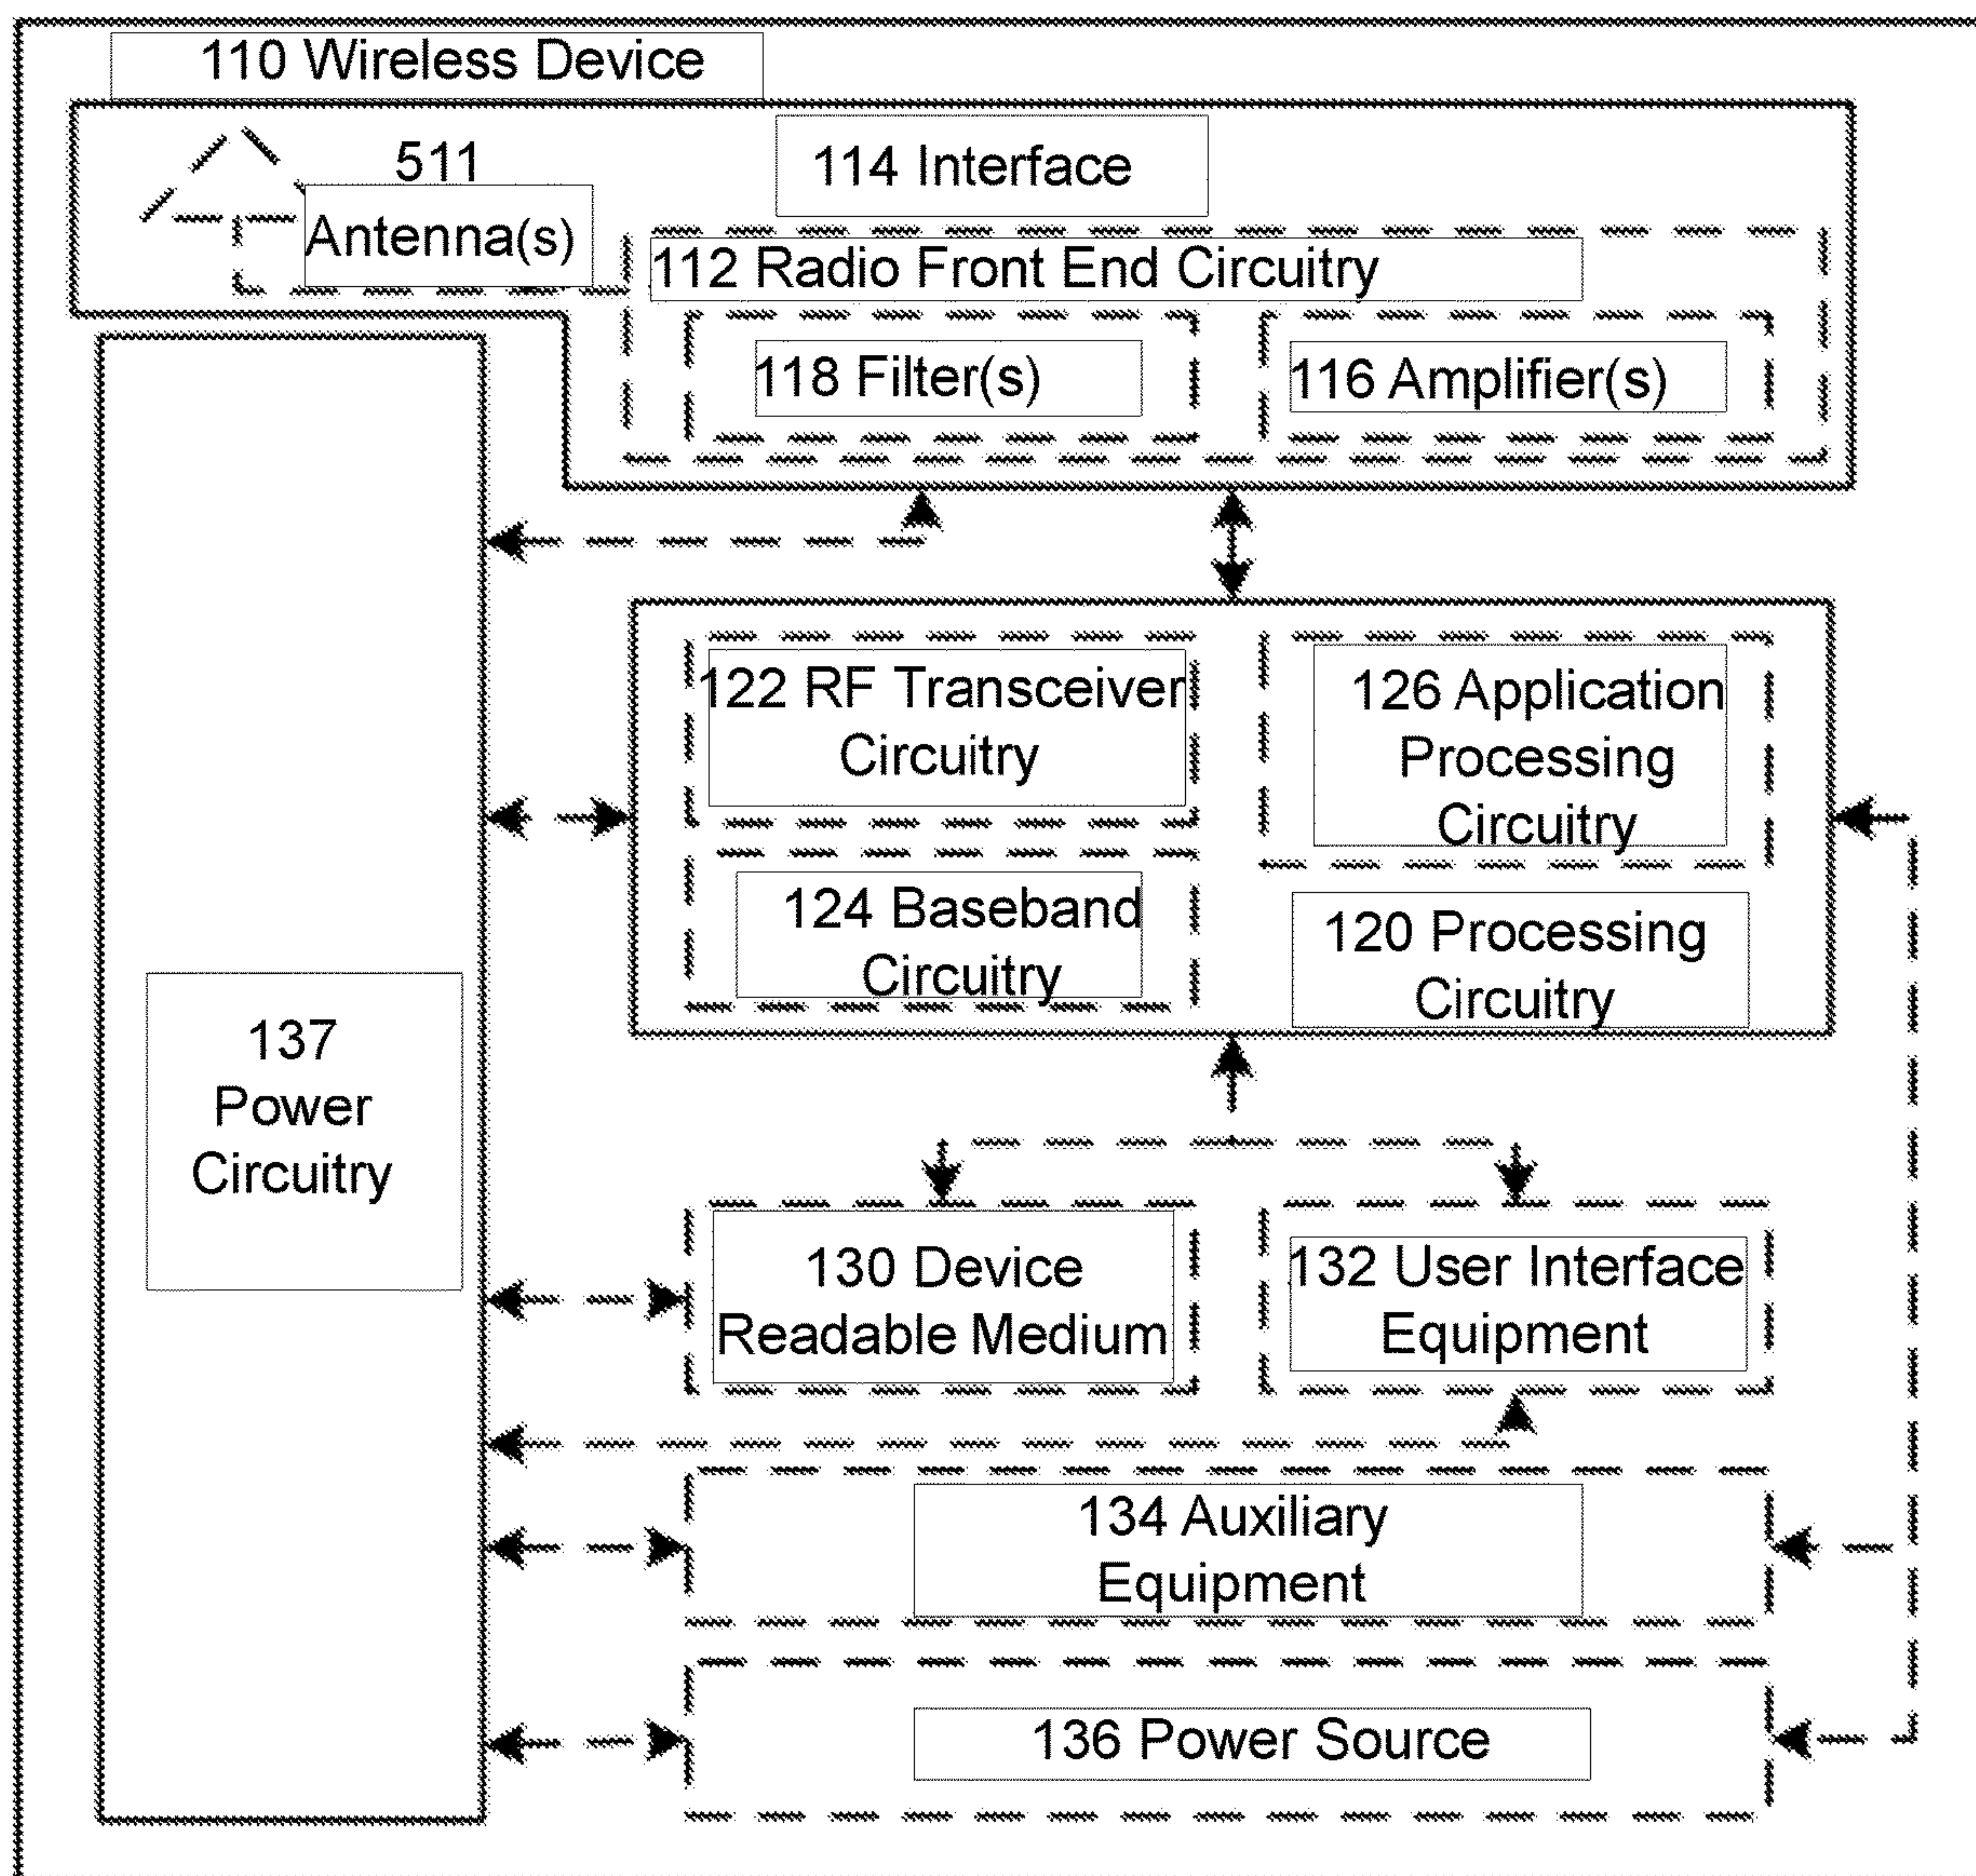 110 Wireless Device
511
Antenna(s)
114 Interface
112 Radio Front End Circuitry
118 Filter(s)
116 Amplifier(s)
122 RF Transceiver
Circuitry
126 Application
Processing
Circuitry
124 Baseband
Circuitry
120 Processing
Circuitry
137
Power
Circuitry
130 Device
Readable Medium
132 User Interface
Equipment
134 Auxiliary
Equipment
136 Power Source